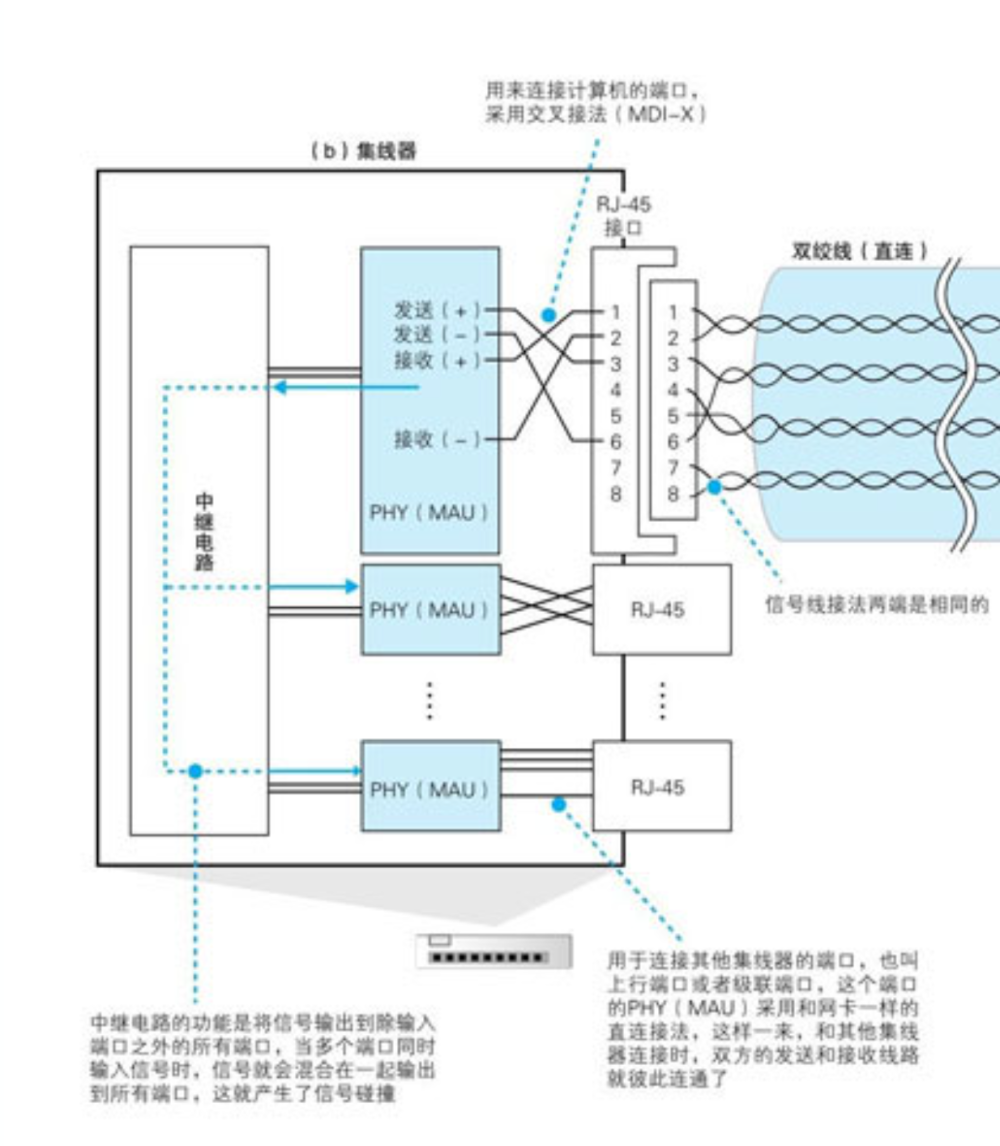 用来连接计算机的端口，
采用交叉接法（MDI-X）
（b）集线器
RJ-45
接口
双绞线（直连）
发送（+）
发送（-）
接收（+）
接收（-）
PHY（MAU）
1
2
3
4
5
6
7
8
1
2
3
4
5
6
7
8
中继电路
信号线接法两端是相同的
PHY（MAU）
RJ-45
PHY（MAU）
RJ-45
用于连接其他集线器的端口，也叫
上行端口或者级联端口，这个端口
的PHY（MAU）采用和网卡一样的
直连接法，这样一来，和其他集线
器连接时，双方的发送和接收线路
就彼此连通了
中继电路的功能是将信号输出到除输入
端口之外的所有端口，当多个端口同时
输入信号时，信号就会混合在一起输出
到所有端口，这就产生了信号碰撞